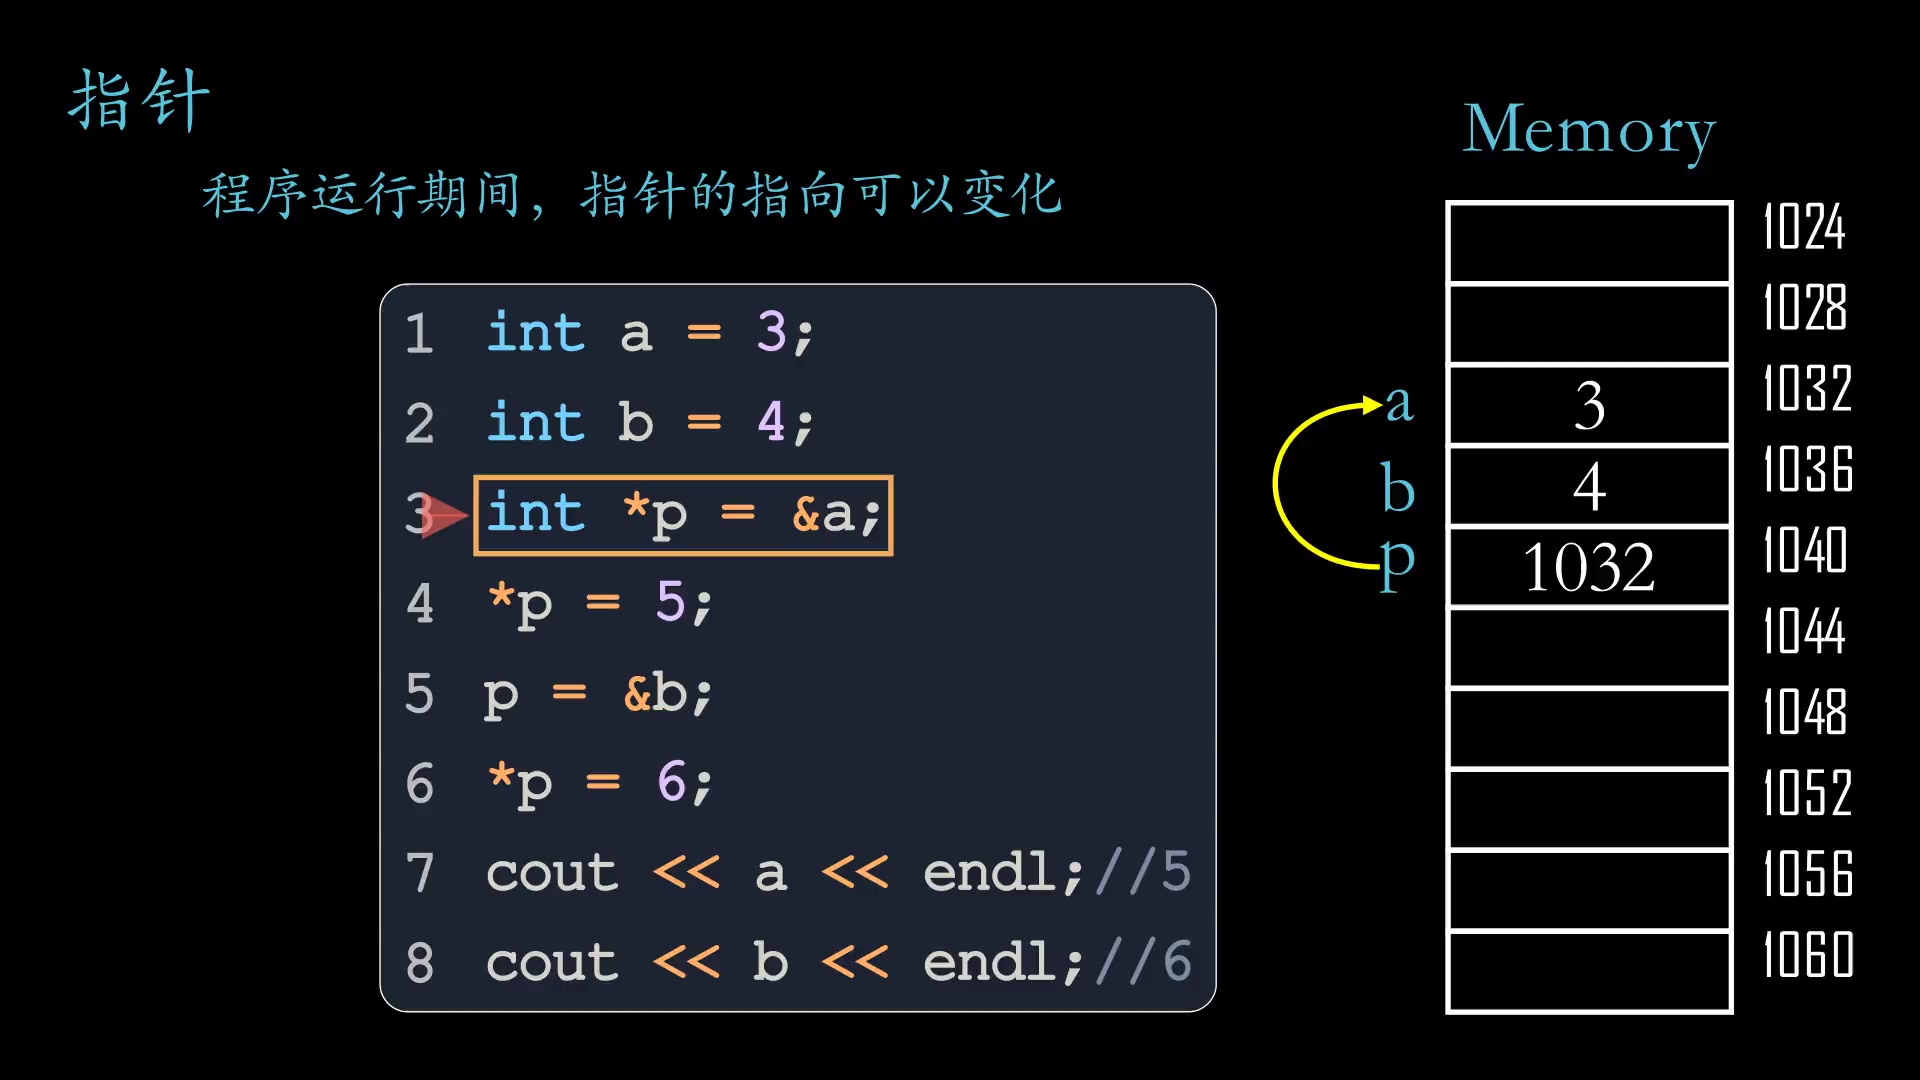 指针
程序运行期间，指针的指向可以变化
1 int a = 3;
2 int b = 4;
3 int *p = &a;
4 *p = 5;
5 p = &b;
6 *p = 6;
7 cout << a << endl;//5
8 cout << b << endl;//6
Memory
1024
1028
a 3 1032
b 4 1036
p 1032 1040
1044
1048
1052
1056
1060